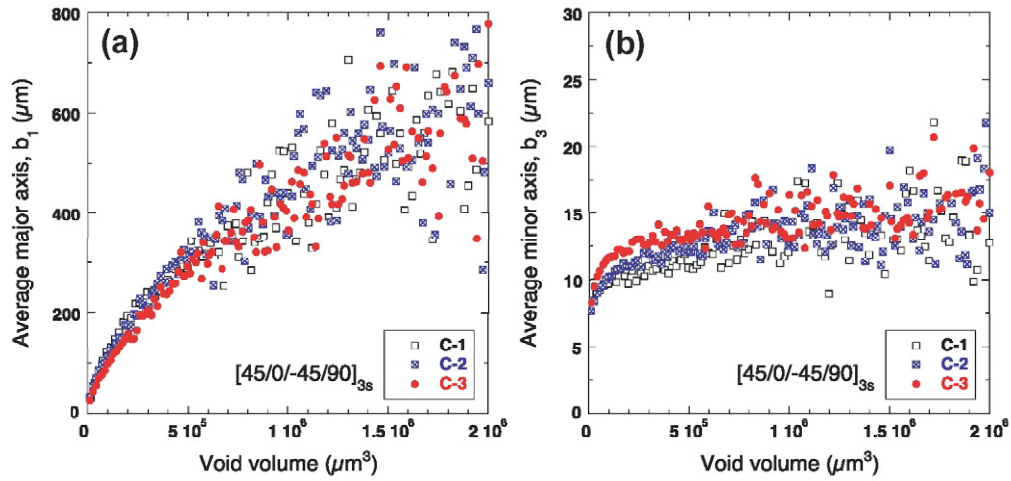 (a)
Average major axis, b₁ (μm)
800
600
400
200
0
0
5 10⁵
1 10⁶
1.5 10⁶
2 10⁶
Void volume (μm³)
[45/0/-45/90]₃ₛ
C-1
C-2
C-3
(b)
Average minor axis, b₃ (μm)
30
25
20
15
10
5
0
0
5 10⁵
1 10⁶
1.5 10⁶
2 10⁶
Void volume (μm³)
[45/0/-45/90]₃ₛ
C-1
C-2
C-3